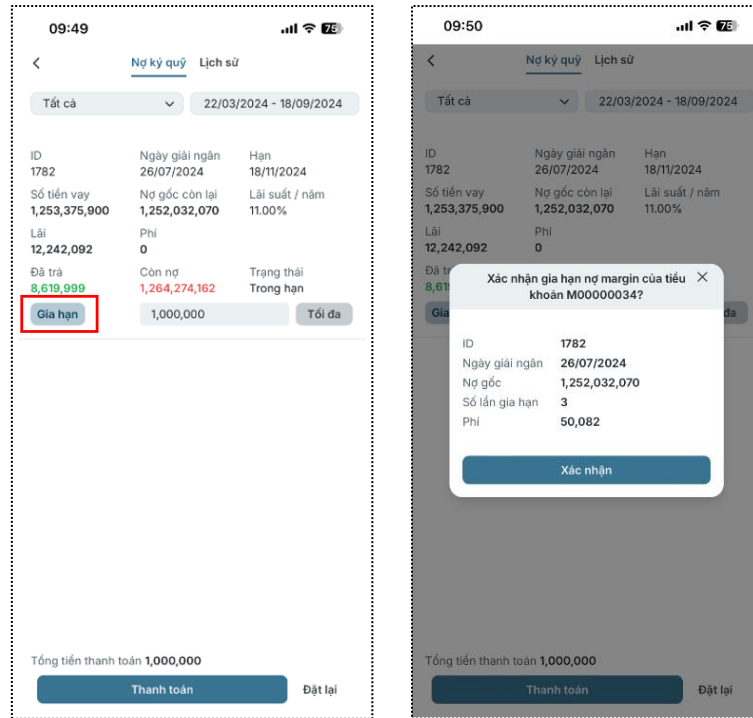 09:49
75
Nợ ký quỹ Lịch sử
Tất cả 22/03/2024 - 18/09/2024
ID Ngày giải ngân Hạn
1782 26/07/2024 18/11/2024
Số tiền vay Nợ gốc còn lại Lãi suất / năm
1,253,375,900 1,252,032,070 11.00%
Lãi Phí
12,242,092 0
Đã trả Còn nợ Trạng thái
8,619,999 1,264,274,162 Trong hạn
Gia hạn 1,000,000 Tối đa
Tổng tiền thanh toán 1,000,000
Thanh toán Đặt lại
09:50
75
Nợ ký quỹ Lịch sử
Tất cả 22/03/2024 - 18/09/2024
ID Ngày giải ngân Hạn
1782 26/07/2024 18/11/2024
Số tiền vay Nợ gốc còn lại Lãi suất / năm
1,253,375,900 1,252,032,070 11.00%
Lãi Phí
12,242,092 0
Xác nhận gia hạn nợ margin của tiểu
khoản M00000034?
ID 1782
Ngày giải ngân 26/07/2024
Nợ gốc 1,252,032,070
Số lần gia hạn 3
Phí 50,082
Xác nhận
Tổng tiền thanh toán 1,000,000
Thanh toán Đặt lại